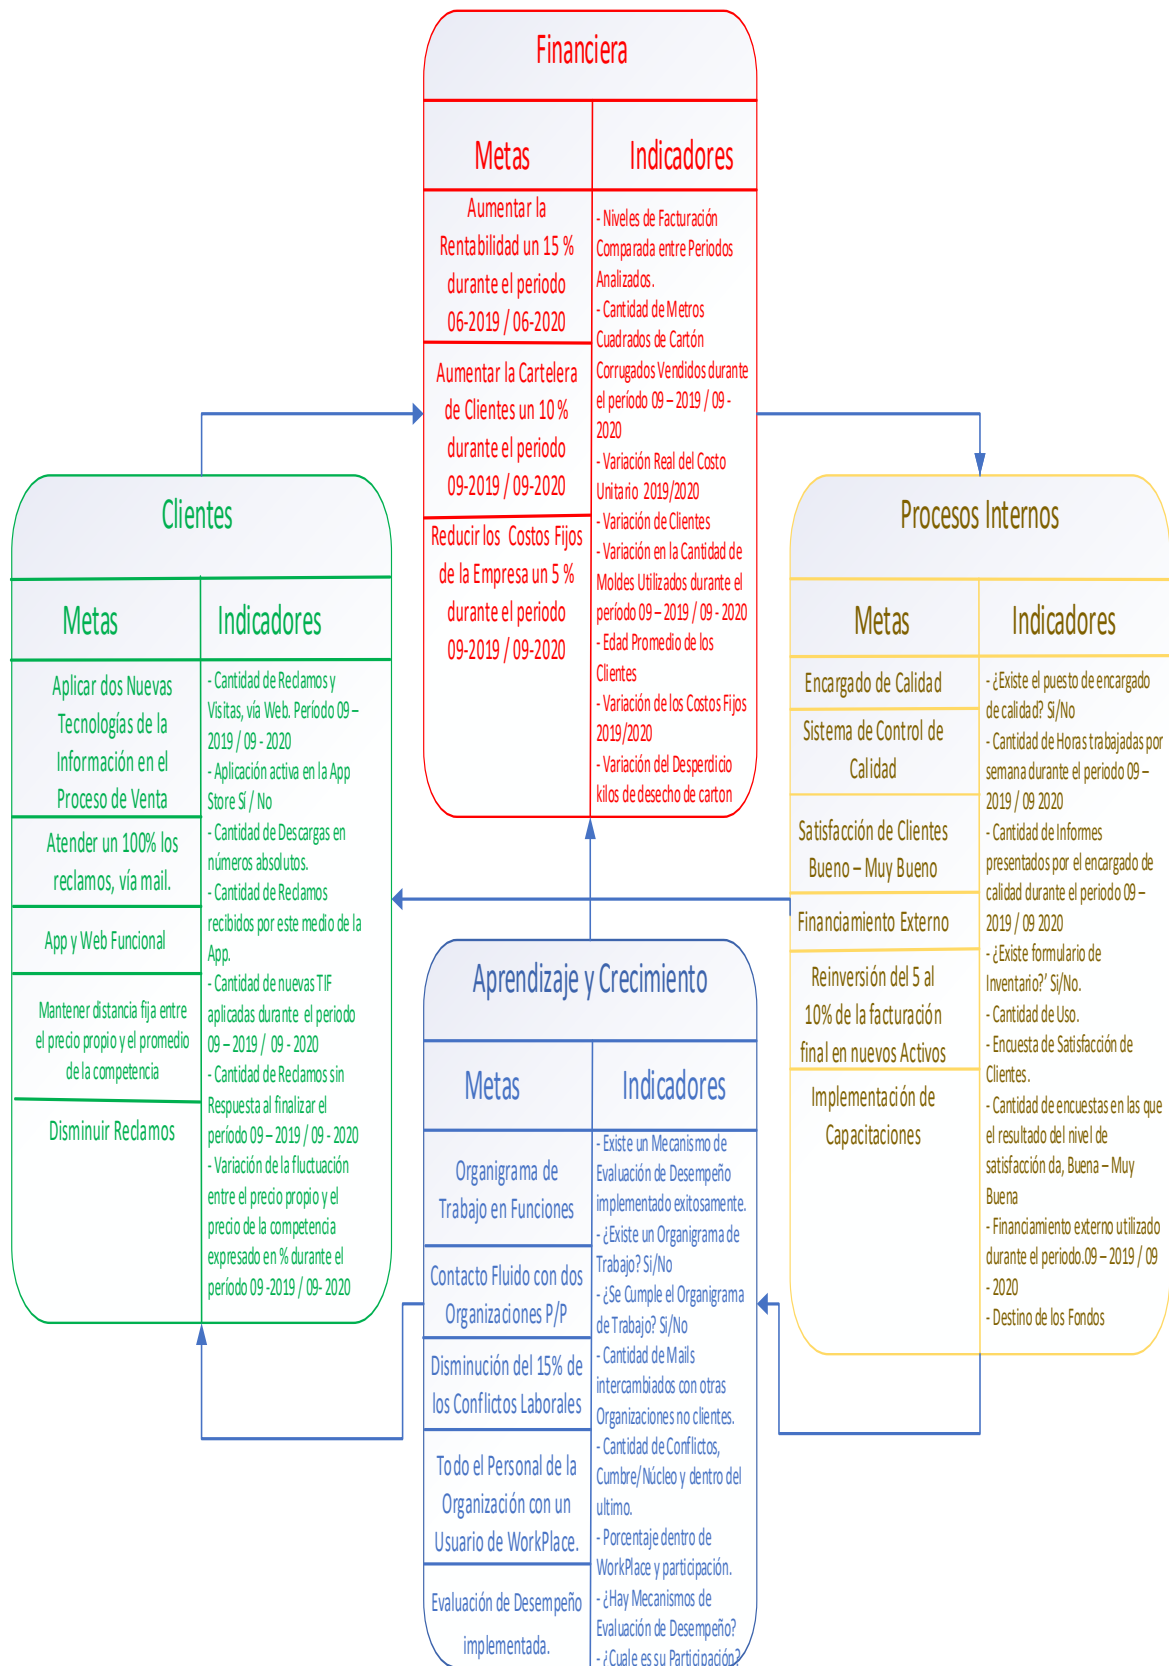 Financiera
Metas
Indicadores
Aumentar la
Rentabilidad un 15 %
durante el periodo
06-2019 / 06-2020
Aumentar la Cartelera
de Clientes un 10 %
durante el periodo
09-2019 / 09-2020
Reducir los Costos Fijos
de la Empresa un 5 %
durante el periodo
09-2019 / 09-2020
- Niveles de Facturación
Comparada entre Periodos
Analizados.
- Cantidad de Metros
Cuadrados de Cartón
Corrugados Vendidos durante
el período 09 – 2019 / 09 -
2020
- Variación Real del Costo
Unitario 2019/2020
- Variación de Clientes
- Variación en la Cantidad de
Moldes Utilizados durante el
período 09 – 2019 / 09 - 2020
- Edad Promedio de los
Clientes
- Variación de los Costos Fijos
2019/2020
- Variación del Desperdicio
kilos de desecho de carton
Clientes
Metas
Indicadores
Aplicar dos Nuevas
Tecnologías de la
Información en el
Proceso de Venta
Atender un 100% los
reclamos, vía mail.
App y Web Funcional
Mantener distancia fija entre
el precio propio y el promedio
de la competencia
Disminuir Reclamos
- Cantidad de Reclamos y
Visitas, vía Web. Período 09 –
2019 / 09 - 2020
- Aplicación activa en la App
Store Sí / No
- Cantidad de Descargas en
números absolutos.
- Cantidad de Reclamos
recibidos por este medio de la
App.
- Cantidad de nuevas TIF
aplicadas durante el periodo
09 – 2019 / 09 - 2020
- Cantidad de Reclamos sin
Respuesta al finalizar el
período 09 – 2019 / 09 - 2020
- Variación de la fluctuación
entre el precio propio y el
precio de la competencia
expresado en % durante el
período 09 -2019 / 09- 2020
Procesos Internos
Metas
Indicadores
Encargado de Calidad
Sistema de Control de
Calidad
Satisfacción de Clientes
Bueno – Muy Bueno
Financiamiento Externo
Reinversión del 5 al
10% de la facturación
final en nuevos Activos
Implementación de
Capacitaciones
- ¿Existe el puesto de encargado
de calidad? Si/No
- Cantidad de Horas trabajadas por
semana durante el periodo 09 –
2019 / 09 2020
- Cantidad de Informes
presentados por el encargado de
calidad durante el periodo 09 –
2019 / 09 2020
- ¿Existe formulario de
Inventario?' Si/No.
- Cantidad de Uso.
- Encuesta de Satisfacción de
Clientes.
- Cantidad de encuestas en las que
el resultado del nivel de
satisfacción da, Buena – Muy
Buena
- Financiamiento externo utilizado
durante el periodo.09 – 2019 / 09
- 2020
- Destino de los Fondos
Aprendizaje y Crecimiento
Metas
Indicadores
Organigrama de
Trabajo en Funciones
Contacto Fluido con dos
Organizaciones P/P
Disminución del 15% de
los Conflictos Laborales
Todo el Personal de la
Organización con un
Usuario de WorkPlace.
Evaluación de Desempeño
implementada.
- Existe un Mecanismo de
Evaluación de Desempeño
implementado exitosamente.
- ¿Existe un Organigrama de
Trabajo? Si/No
- ¿Se Cumple el Organigrama
de Trabajo? Si/No
- Cantidad de Mails
intercambiados con otras
Organizaciones no clientes.
- Cantidad de Conflictos,
Cumbre/Núcleo y dentro del
ultimo.
- Porcentaje dentro de
WorkPlace y participación.
- ¿Hay Mecanismos de
Evaluación de Desempeño?
- ¿Cuale es su Participación?